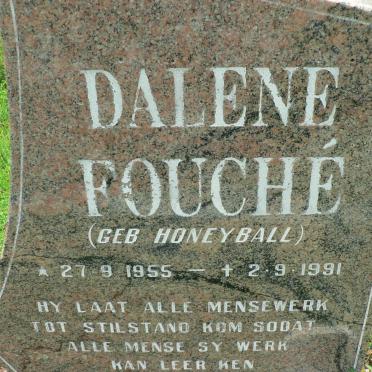 DALENE
FOUCHÉ
(GEB HONEYBALL)
* 27·9·1955 — † 2·9·1991
HY LAAT ALLE MENSEWERK
TOT STILSTAND KOM SODAT
ALLE MENSE SY WERK
KAN LEER KEN